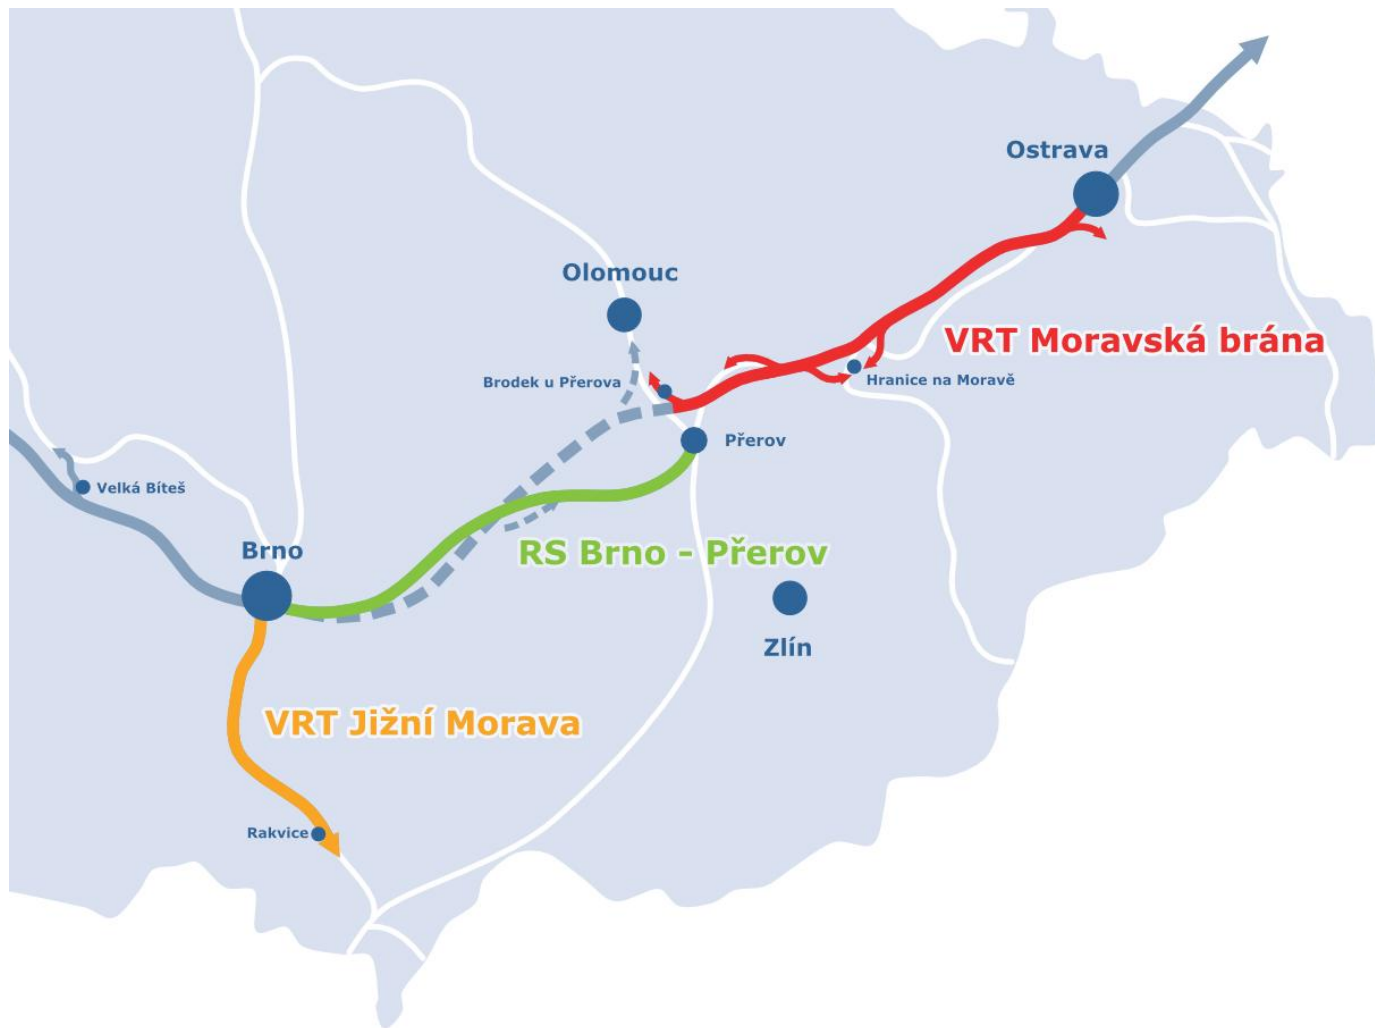 Ostrava
Olomouc
VRT Moravská brána
Brodek u Přerova
Hranice na Moravě
Přerov
Velká Bíteš
Brno
RS Brno - Přerov
Zlín
VRT Jižní Morava
Rakvice